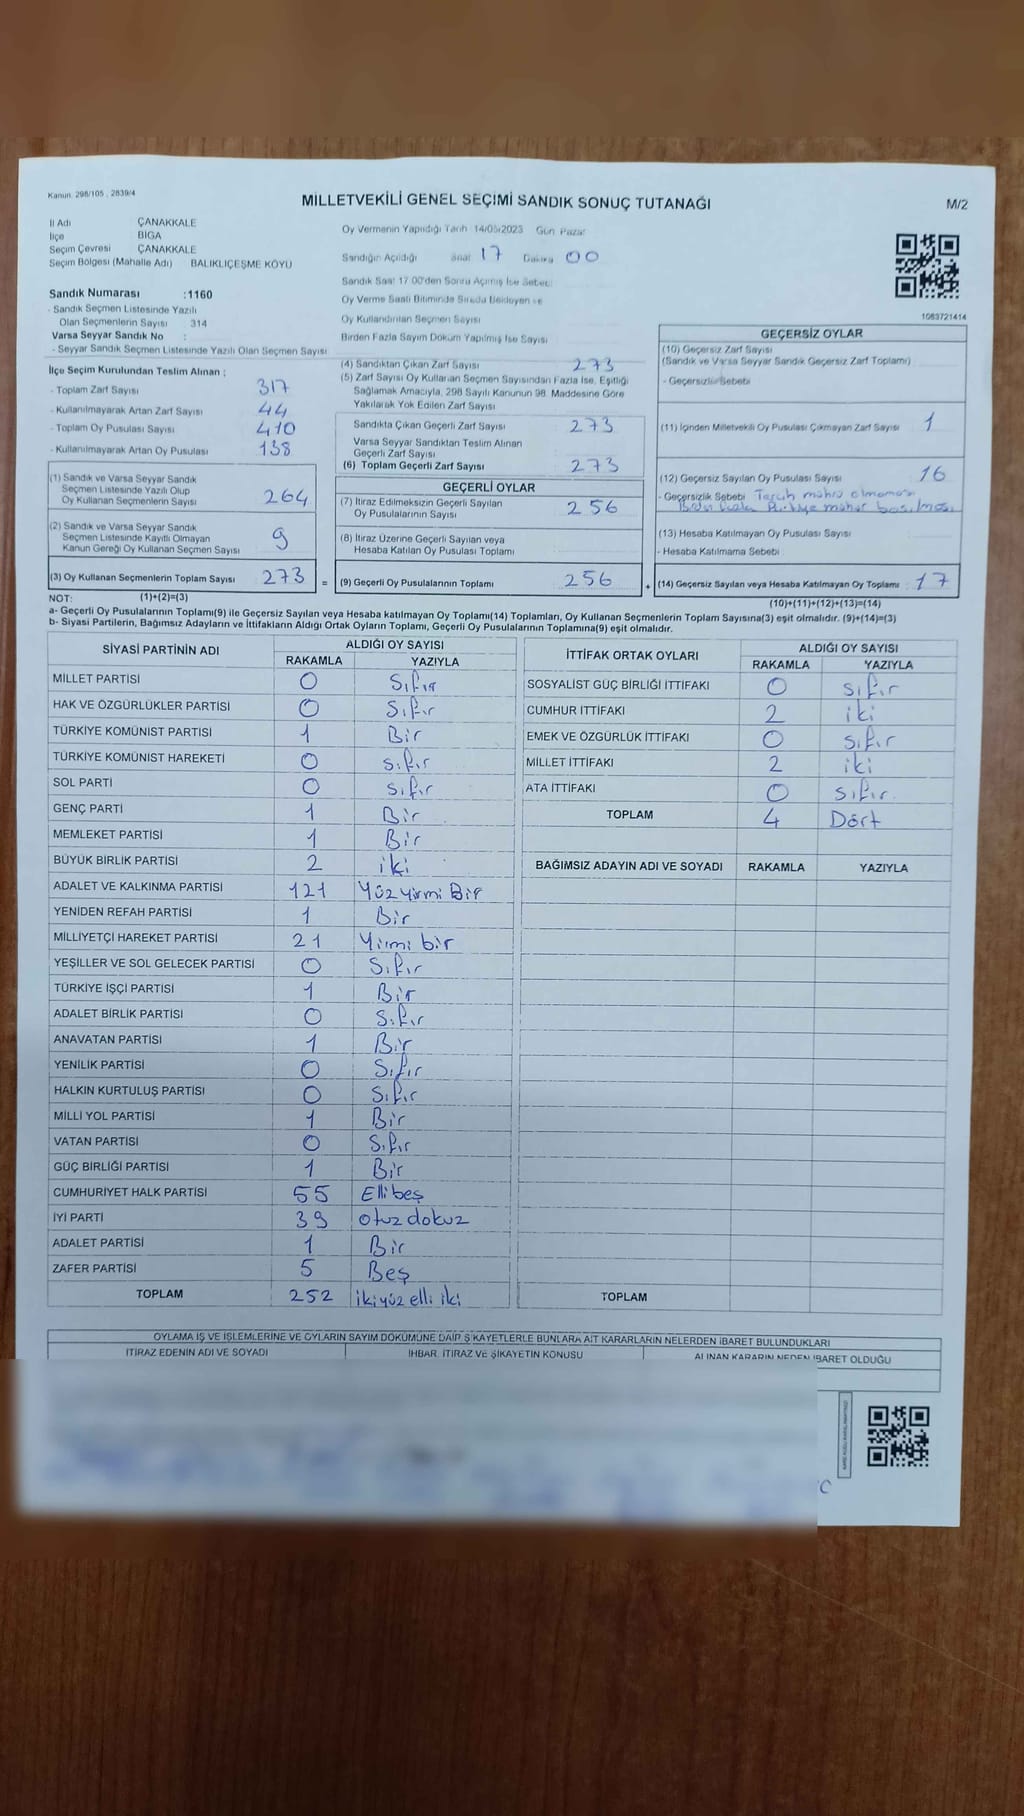 Kanun. 298/105 , 2839/4
MİLLETVEKİLİ GENEL SEÇİMİ SANDIK SONUÇ TUTANAĞI
M/2
İl Adı ÇANAKKALE
İlçe BİGA
Seçim Çevresi ÇANAKKALE
Seçim Bölgesi (Mahalle Adı) BALIKLIÇEŞME KÖYÜ
Sandık Numarası :1160
- Sandık Seçmen Listesinde Yazılı
Olan Seçmenlerin Sayısı 314
Varsa Seyyar Sandık No :
- Seyyar Sandık Seçmen Listesinde Yazılı Olan Seçmen Sayısı
İlçe Seçim Kurulundan Teslim Alınan :
- Toplam Zarf Sayısı 317
- Kullanılmayarak Artan Zarf Sayısı 44
- Toplam Oy Pusulası Sayısı 410
- Kullanılmayarak Artan Oy Pusulası 138
(1) Sandık ve Varsa Seyyar Sandık
Seçmen Listesinde Yazılı Olup
Oy Kullanan Seçmenlerin Sayısı 264
(2) Sandık ve Varsa Seyyar Sandık
Seçmen Listesinde Kayıtlı Olmayan
Kanun Gereği Oy Kullanan Seçmen Sayısı 9
(3) Oy Kullanan Seçmenlerin Toplam Sayısı 273 =
Oy Vermenin Yapıldığı Tarih 14/05/2023 Gün Pazar
Sandığın Açıldığı Saat 17 Dakika 00
Sandık Saat 17 00'den Sonra Açılmış İse Sebebi
Oy Verme Saati Bitiminde Sırada Bekleyen ve
Oy Kullandırılan Seçmen Sayısı
Birden Fazla Sayım Döküm Yapılmış İse Sayısı
(4) Sandıktan Çıkan Zarf Sayısı 273
(5) Zarf Sayısı Oy Kullanan Seçmen Sayısından Fazla İse, Eşitliği
Sağlamak Amacıyla, 298 Sayılı Kanunun 98. Maddesine Göre
Yakılarak Yok Edilen Zarf Sayısı
Sandıkta Çıkan Geçerli Zarf Sayısı 273
Varsa Seyyar Sandıktan Teslim Alınan
Geçerli Zarf Sayısı
(6) Toplam Geçerli Zarf Sayısı 273
GEÇERLİ OYLAR
(7) İtiraz Edilmeksizin Geçerli Sayılan
Oy Pusulalarının Sayısı 256
(8) İtiraz Üzerine Geçerli Sayılan veya
Hesaba Katılan Oy Pusulası Toplamı
(9) Geçerli Oy Pusulalarının Toplamı 256 +
1083721414
GEÇERSİZ OYLAR
(10) Geçersiz Zarf Sayısı
(Sandık ve Varsa Seyyar Sandık Geçersiz Zarf Toplamı)
- Geçersizlik Sebebi
(11) İçinden Milletvekili Oy Pusulası Çıkmayan Zarf Sayısı 1
(12) Geçersiz Sayılan Oy Pusulası Sayısı 16
- Geçersizlik Sebebi Tercih mührü olmaması
mühür basılması
(13) Hesaba Katılmayan Oy Pusulası Sayısı
- Hesaba Katılmama Sebebi
(14) Geçersiz Sayılan veya Hesaba Katılmayan Oy Toplamı 17
NOT: (1)+(2)=(3)
(10)+(11)+(12)+(13)=(14)
a- Geçerli Oy Pusulalarının Toplamı(9) ile Geçersiz Sayılan veya Hesaba katılmayan Oy Toplamı(14) Toplamları, Oy Kullanan Seçmenlerin Toplam Sayısına(3) eşit olmalıdır. (9)+(14)=(3)
b- Siyasi Partilerin, Bağımsız Adayların ve İttifakların Aldığı Ortak Oyların Toplamı, Geçerli Oy Pusulalarının Toplamına(9) eşit olmalıdır.
SİYASİ PARTİNİN ADI ALDIĞI OY SAYISI
RAKAMLA YAZIYLA
MİLLET PARTİSİ 0 Sıfır
HAK VE ÖZGÜRLÜKLER PARTİSİ 0 Sıfır
TÜRKİYE KOMÜNİST PARTİSİ 1 Bir
TÜRKİYE KOMÜNİST HAREKETİ 0 Sıfır
SOL PARTİ 0 Sıfır
GENÇ PARTİ 1 Bir
MEMLEKET PARTİSİ 1 Bir
BÜYÜK BİRLİK PARTİSİ 2 iki
ADALET VE KALKINMA PARTİSİ 121 Yüz yirmi Bir
YENİDEN REFAH PARTİSİ 1 Bir
MİLLİYETÇİ HAREKET PARTİSİ 21 Yirmi bir
YEŞİLLER VE SOL GELECEK PARTİSİ 0 Sıfır
TÜRKİYE İŞÇİ PARTİSİ 1 Bir
ADALET BİRLİK PARTİSİ 0 Sıfır
ANAVATAN PARTİSİ 1 Bir
YENİLİK PARTİSİ 0 Sıfır
HALKIN KURTULUŞ PARTİSİ 0 Sıfır
MİLLİ YOL PARTİSİ 1 Bir
VATAN PARTİSİ 0 Sıfır
GÜÇ BİRLİĞİ PARTİSİ 1 Bir
CUMHURİYET HALK PARTİSİ 55 Elli beş
İYİ PARTİ 39 Otuz dokuz
ADALET PARTİSİ 1 Bir
ZAFER PARTİSİ 5 Beş
TOPLAM 252 ikiyüz elli iki
İTTİFAK ORTAK OYLARI ALDIĞI OY SAYISI
RAKAMLA YAZIYLA
SOSYALİST GÜÇ BİRLİĞİ İTTİFAKI 0 Sıfır
CUMHUR İTTİFAKI 2 iki
EMEK VE ÖZGÜRLÜK İTTİFAKI 0 Sıfır
MİLLET İTTİFAKI 2 iki
ATA İTTİFAKI 0 Sıfır
TOPLAM 4 Dört
BAĞIMSIZ ADAYIN ADI VE SOYADI RAKAMLA YAZIYLA
TOPLAM
OYLAMA İŞ VE İŞLEMLERİNE VE OYLARIN SAYIM DÖKÜMÜNE DAİR ŞİKAYETLERLE BUNLARA AİT KARARLARIN NELERDEN İBARET BULUNDUKLARI
İTİRAZ EDENİN ADI VE SOYADI İHBAR, İTİRAZ VE ŞİKAYETİN KONUSU ALINAN KARARIN NEDEN İBARET OLDUĞU